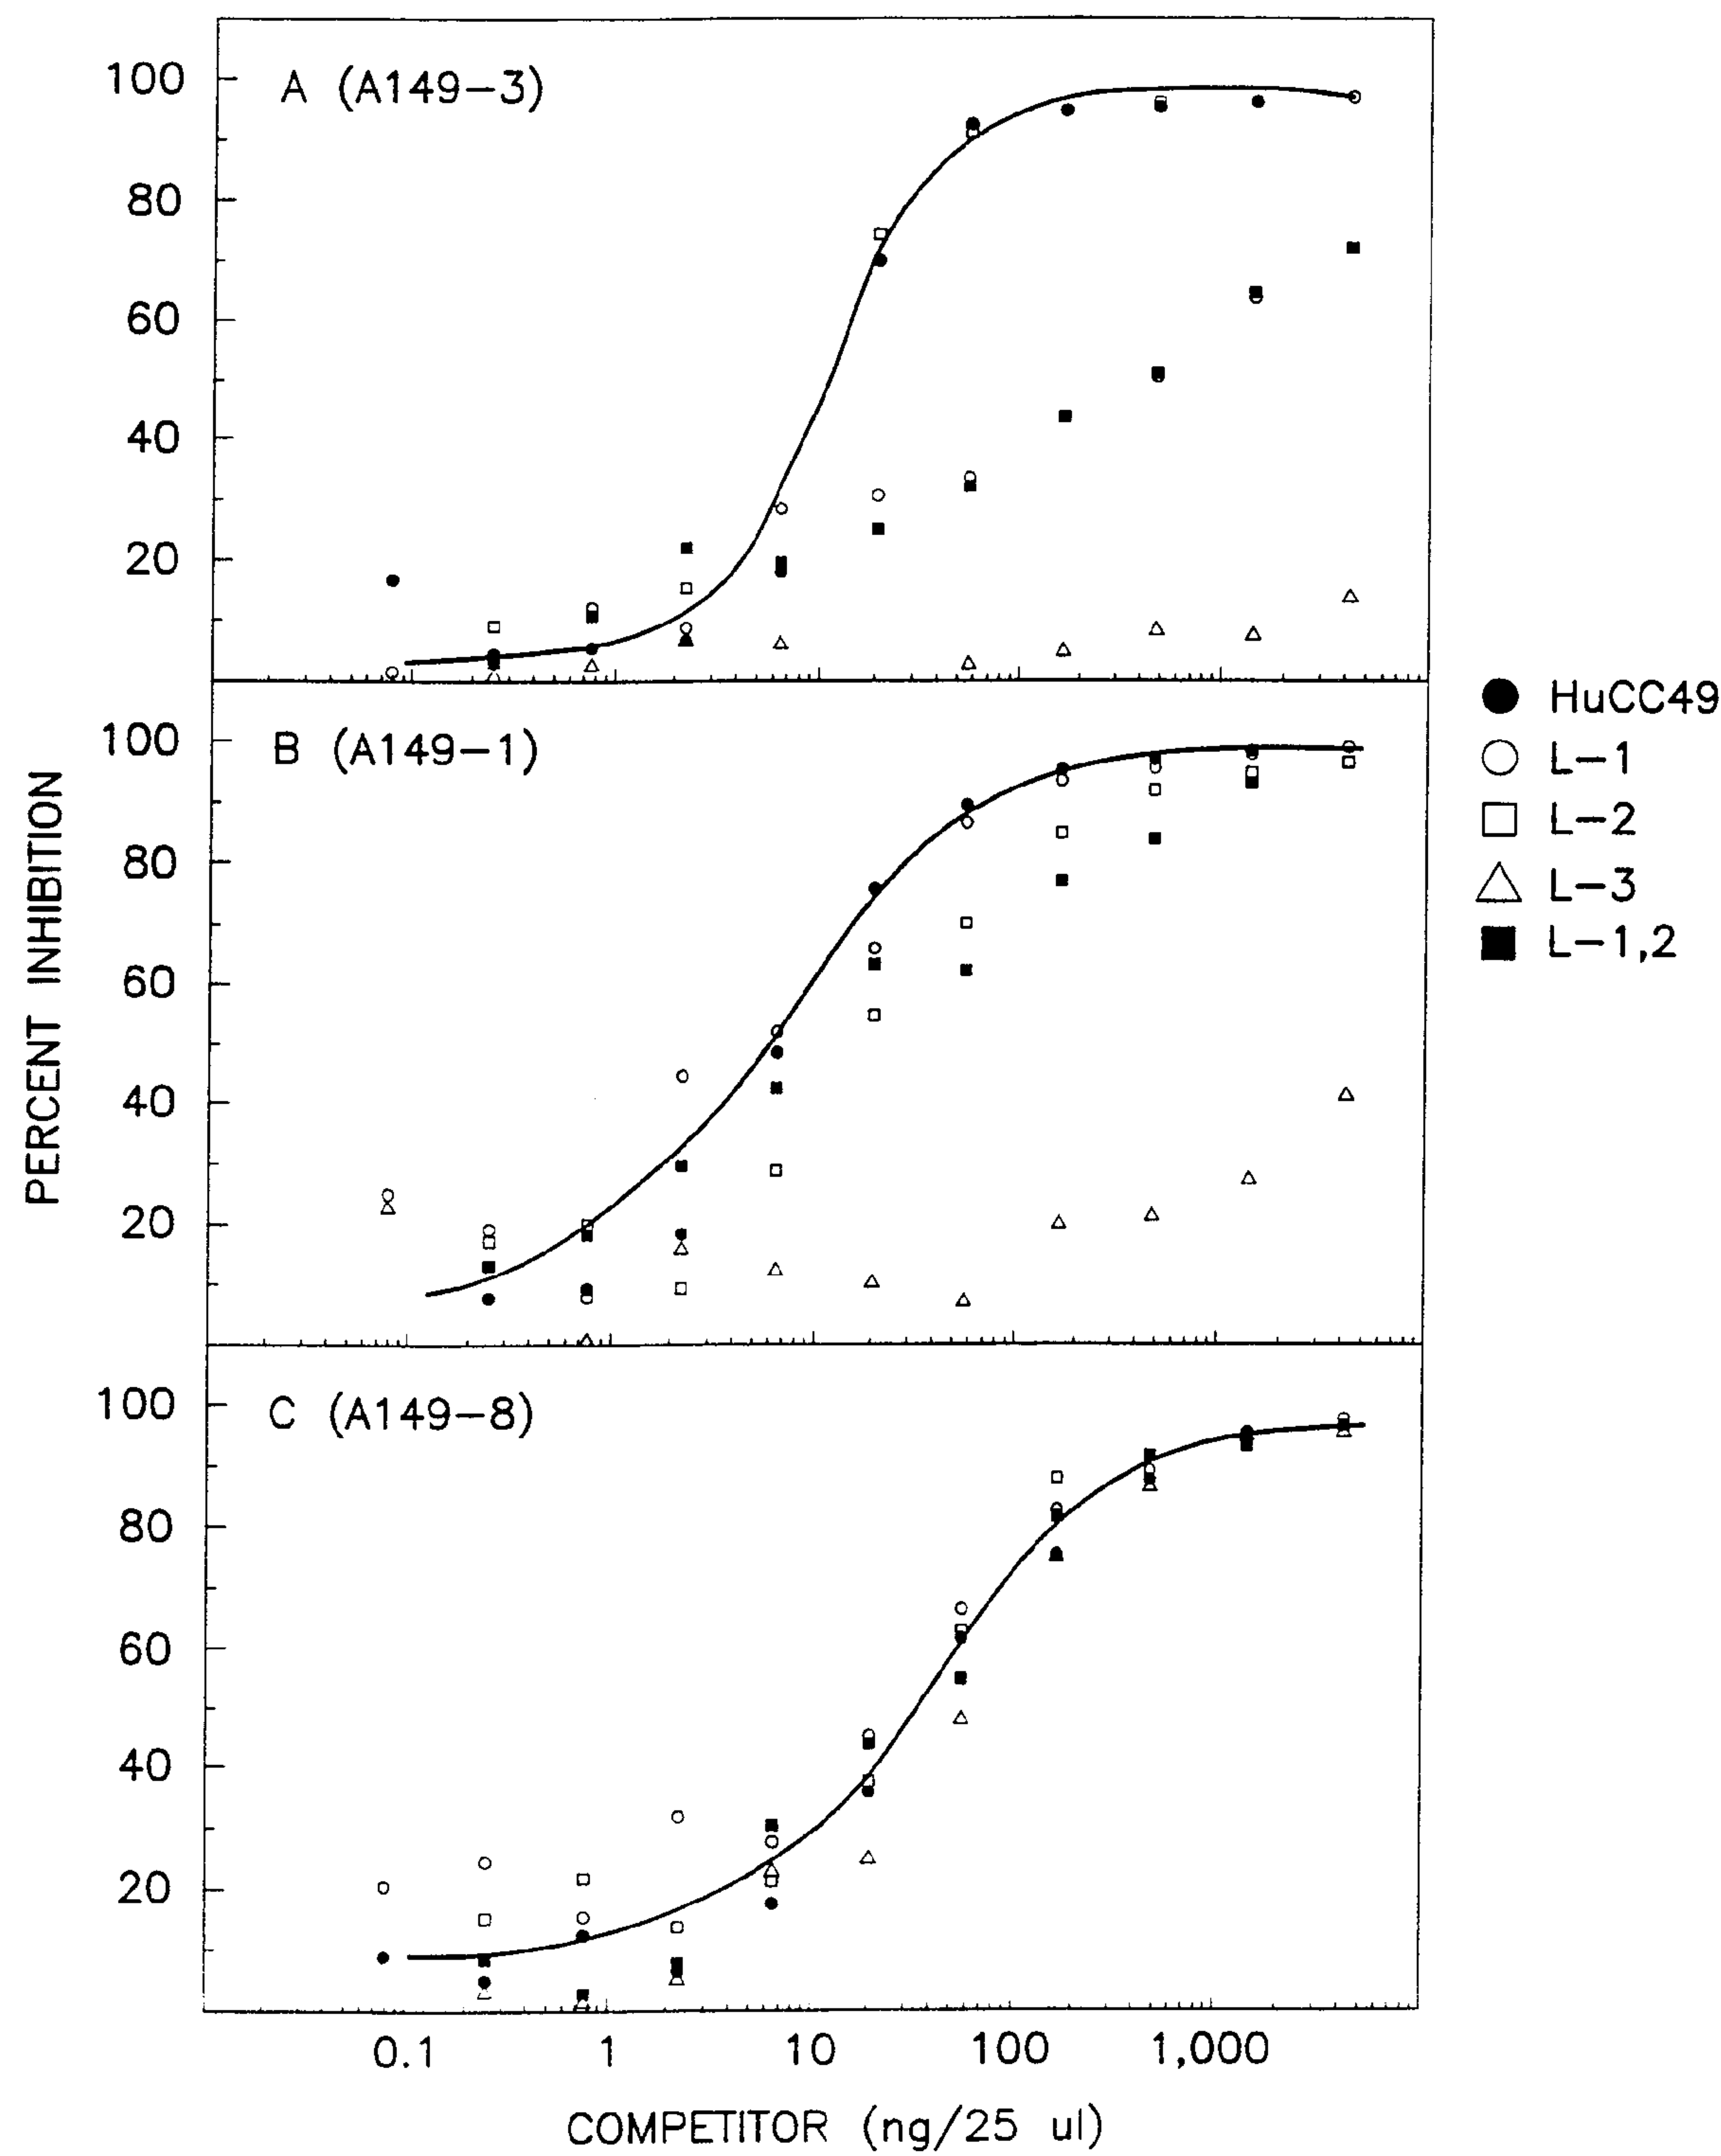 A (A149-3)
100
80
60
40
20
B (A149-1)
100
80
60
40
20
C (A149-8)
100
80
60
40
20
PERCENT INHIBITION
0.1 1 10 100 1,000
COMPETITOR (ng/25 ul)
HuCC49
L-1
L-2
L-3
L-1,2